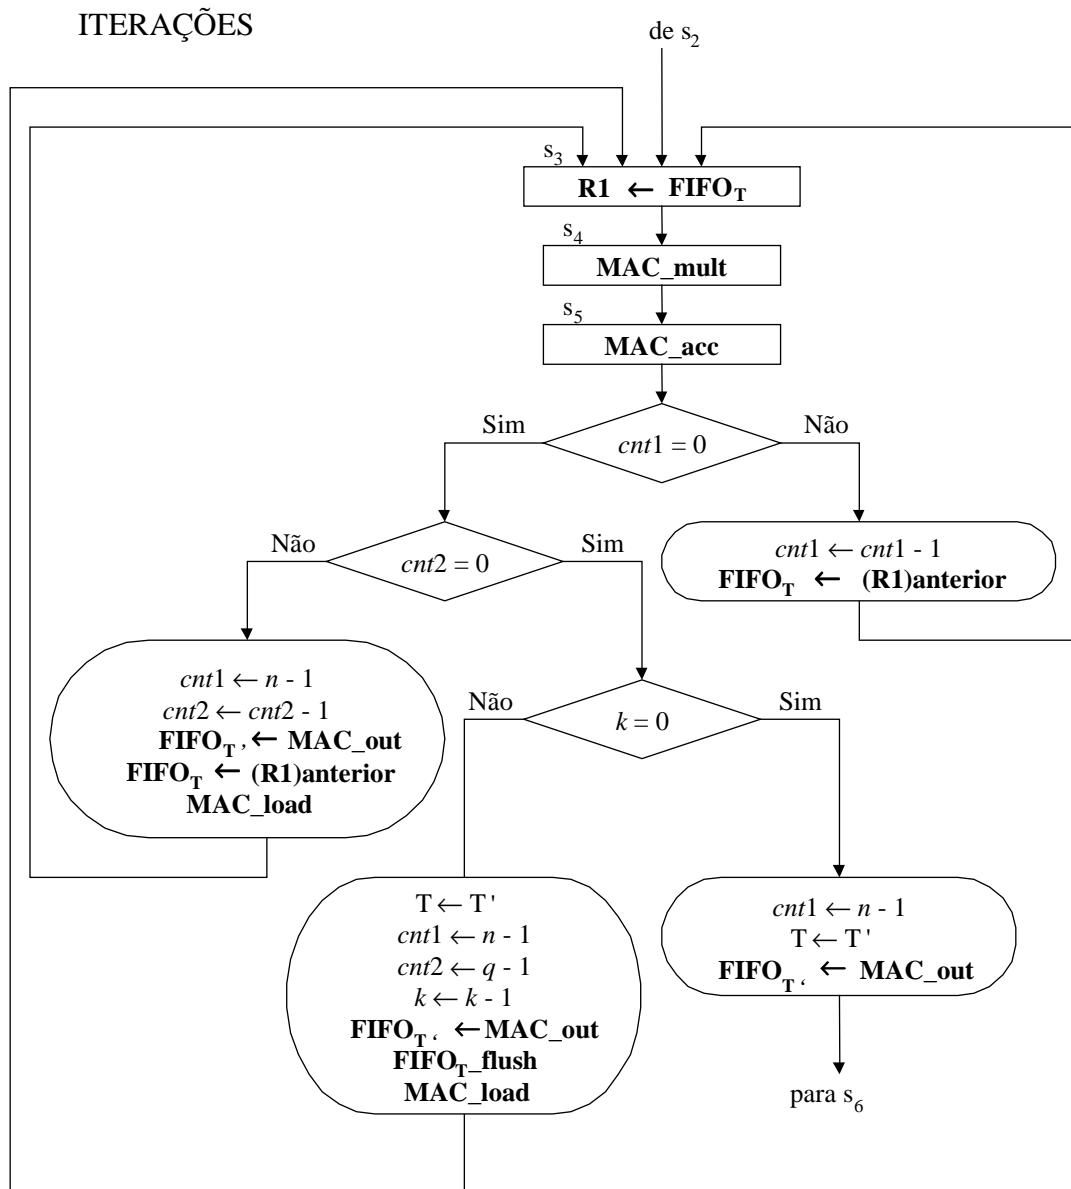 ITERAÇÕES
de s2
s3
R1 ← FIFOT
s4
MAC_mult
s5
MAC_acc
Sim
Não
cnt1 = 0
Não
Sim
cnt2 = 0
cnt1 ← cnt1 - 1
FIFOT ← (R1)anterior
cnt1 ← n - 1
cnt2 ← cnt2 - 1
FIFOT' ← MAC_out
FIFOT ← (R1)anterior
MAC_load
Não
Sim
k = 0
T ← T'
cnt1 ← n - 1
cnt2 ← q - 1
k ← k - 1
FIFOT‘ ← MAC_out
FIFOT_flush
MAC_load
cnt1 ← n - 1
T ← T'
FIFOT‘ ← MAC_out
para s6